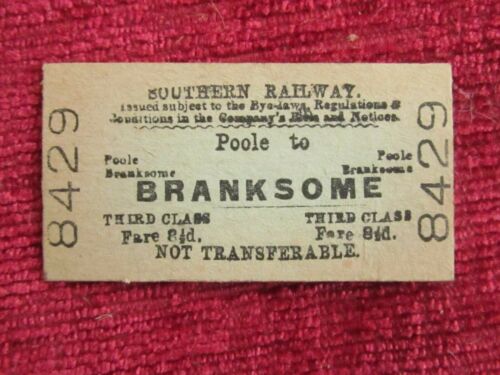 SOUTHERN RAILWAY.
Issued subject to the Bye-laws, Regulations &
Conditions in the Company's Bills and Notices.
Poole to
Poole Poole
Branksome Branksome
BRANKSOME
THIRD CLASS THIRD CLASS
Fare 8½d. Fare 8½d.
NOT TRANSFERABLE.
8429
8429